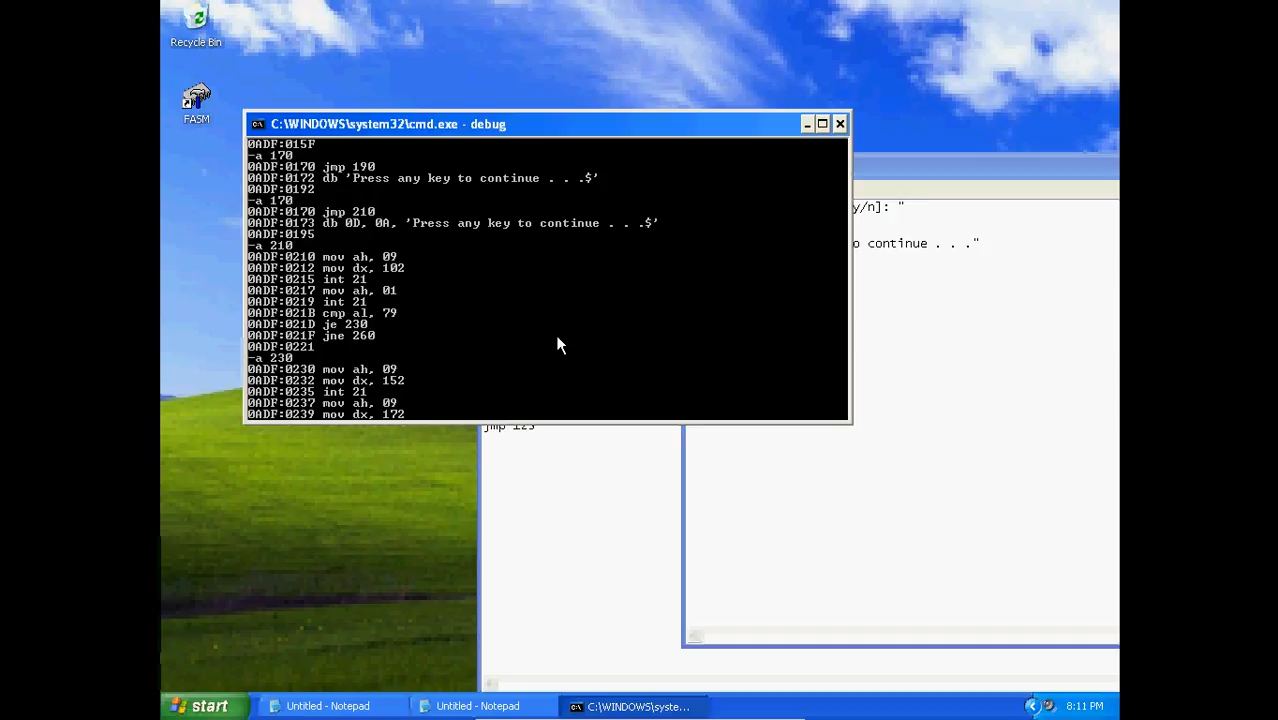 Recycle Bin
FASM
C:\WINDOWS\system32\cmd.exe - debug
0ADF:015F
-a 170
0ADF:0170 jmp 190
0ADF:0172 db 'Press any key to continue . . .$'
0ADF:0192
-a 170
0ADF:0170 jmp 210
0ADF:0173 db 0D, 0A, 'Press any key to continue . . .$'
0ADF:0195
-a 210
0ADF:0210 mov ah, 09
0ADF:0212 mov dx, 102
0ADF:0215 int 21
0ADF:0217 mov ah, 01
0ADF:0219 int 21
0ADF:021B cmp al, 79
0ADF:021D je 230
0ADF:021F jne 260
0ADF:0221
-a 230
0ADF:0230 mov ah, 09
0ADF:0232 mov dx, 152
0ADF:0235 int 21
0ADF:0237 mov ah, 09
0ADF:0239 mov dx, 172
y/n]: "
o continue . . ."
jmp 123
start
Untitled - Notepad
Untitled - Notepad
C:\WINDOWS\syste...
8:11 PM